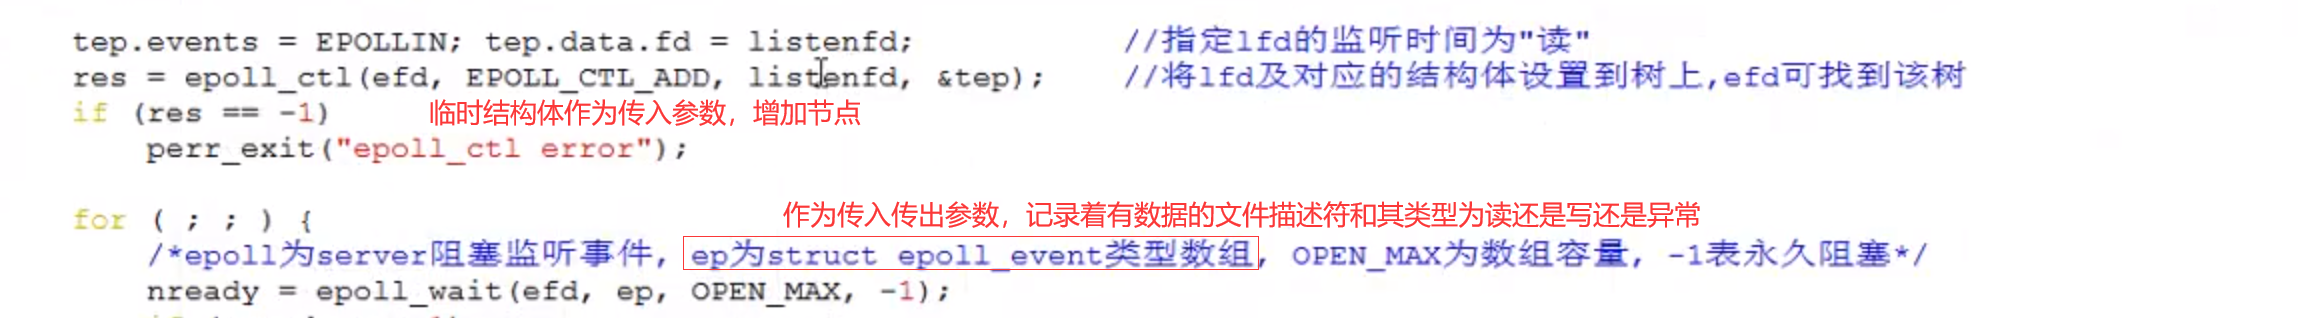 tep.events = EPOLLIN; tep.data.fd = listenfd; //指定lfd的监听时间为"读"
res = epoll_ctl(efd, EPOLL_CTL_ADD, listenfd, &tep); //将lfd及对应的结构体设置到树上,efd可找到该树
if (res == -1) 临时结构体作为传入参数，增加节点
perr_exit("epoll_ctl error");
作为传入传出参数，记录着有数据的文件描述符和其类型为读还是写还是异常
for ( ; ; ) {
/*epoll为server阻塞监听事件, ep为struct epoll_event类型数组, OPEN_MAX为数组容量, -1表永久阻塞*/
nready = epoll_wait(efd, ep, OPEN_MAX, -1);